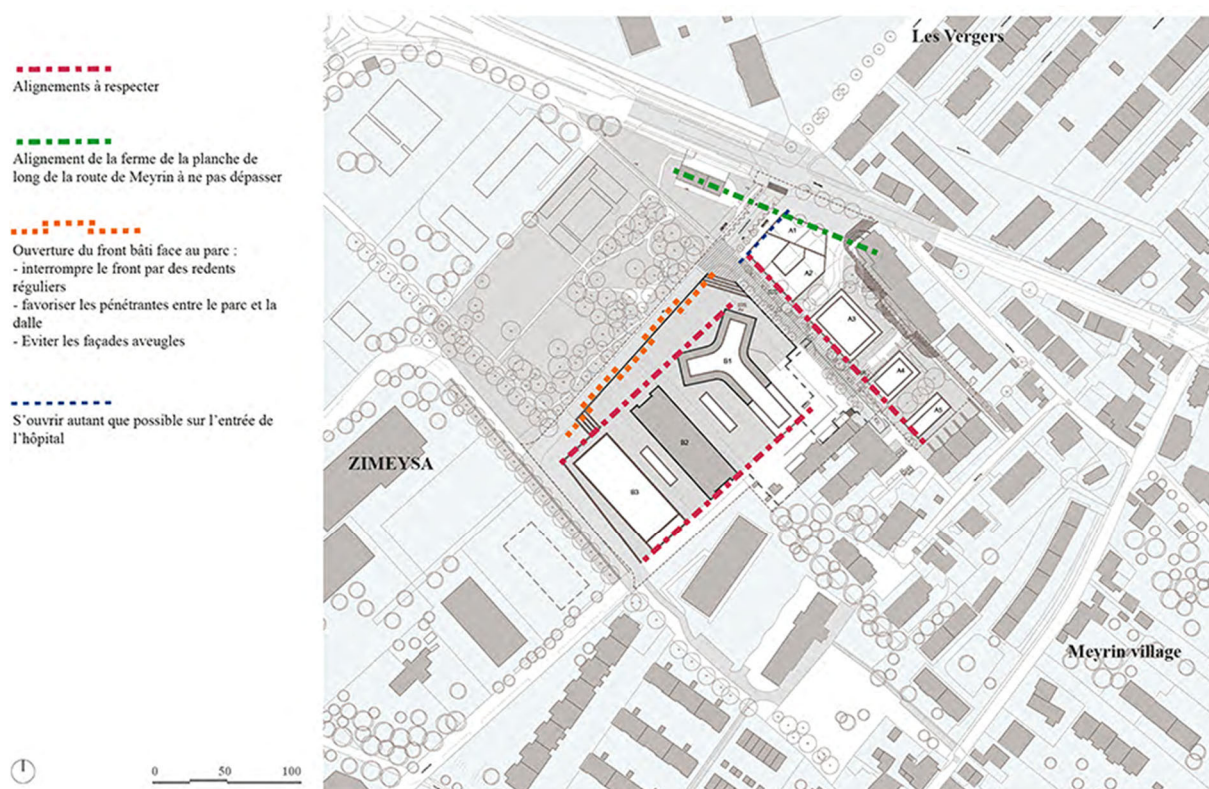 Alignements à respecter
Alignement de la ferme de la planche de
long de la route de Meyrin à ne pas dépasser
Ouverture du front bâti face au parc :
- interrompre le front par des redents
réguliers
- favoriser les pénétrantes entre le parc et la
dalle
- Eviter les façades aveugles
S'ouvrir autant que possible sur l'entrée de
l'hôpital
0 50 100
Les Vergers
A1
A2
A3
A4
A5
B1
B2
B3
ZIMEYSA
Meyrin village